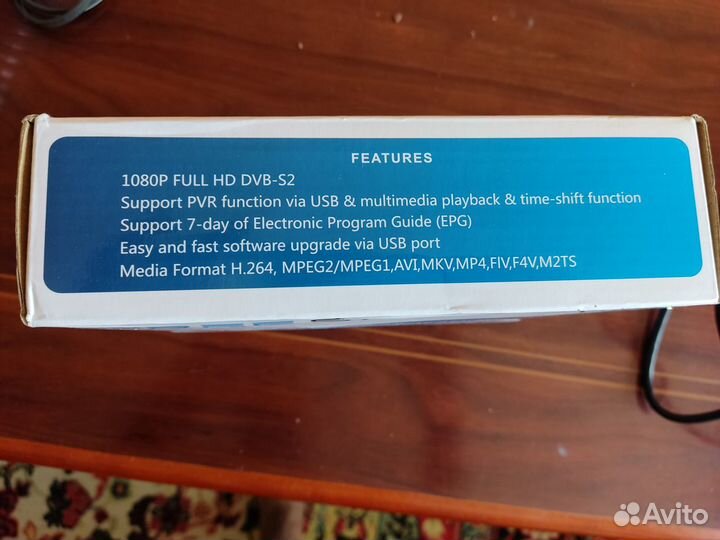 FEATURES
1080P FULL HD DVB-S2
Support PVR function via USB & multimedia playback & time-shift function
Support 7-day of Electronic Program Guide (EPG)
Easy and fast software upgrade via USB port
Media Format H.264, MPEG2/MPEG1,AVI,MKV,MP4,FlV,F4V,M2TS
Avito